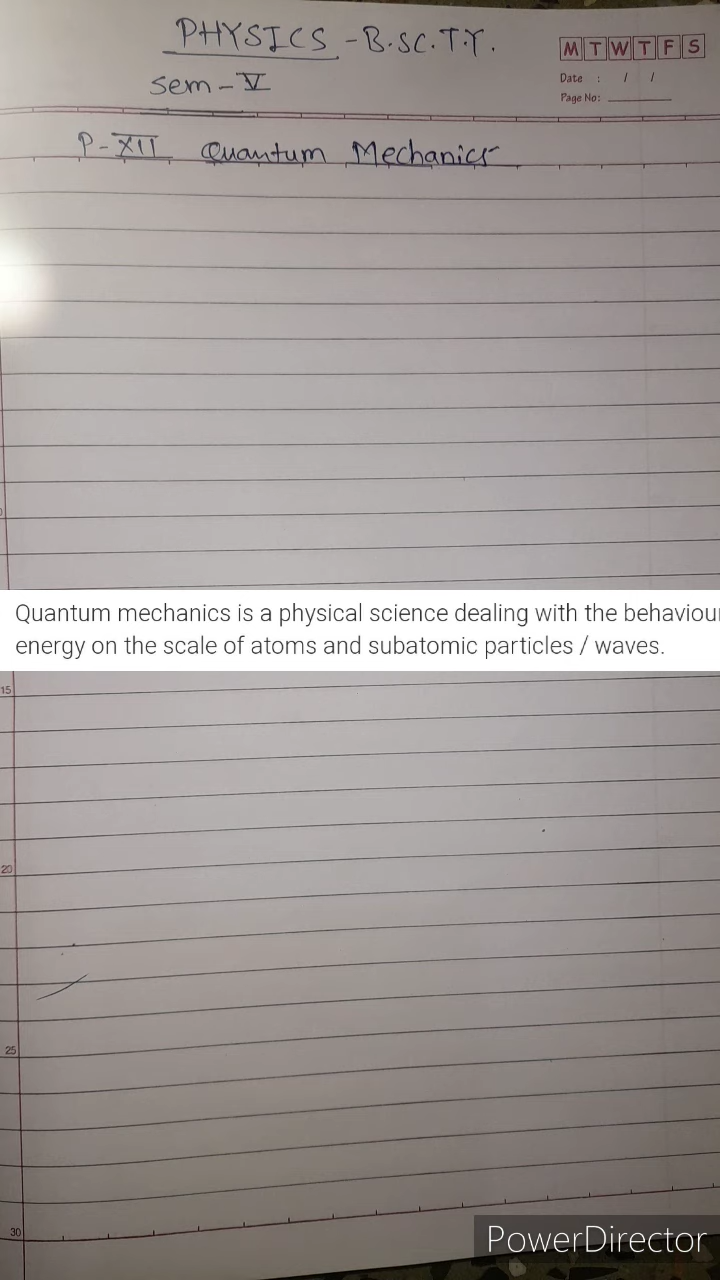 PHYSICS - B.SC.T.Y.
M T W T F S
sem - V
Date : / /
Page No:
P - XII Quantum Mechanics
Quantum mechanics is a physical science dealing with the behaviour
energy on the scale of atoms and subatomic particles / waves.
15
20
25
30
PowerDirector